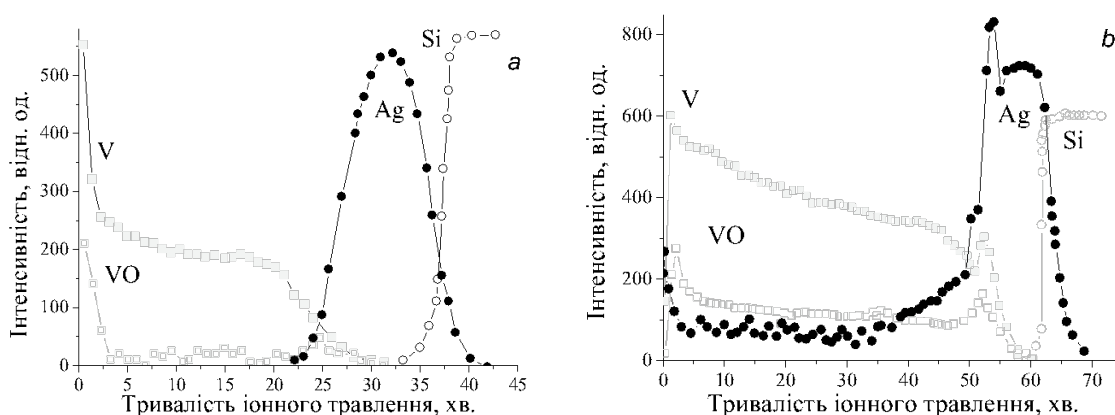 a
Si
Ag
V
VO
500
400
300
200
100
0
Інтенсивність, відн. од.
0 5 10 15 20 25 30 35 40 45
Тривалість іонного травлення, хв.
b
V
Ag
Si
VO
800
600
400
200
0
Інтенсивність, відн. од.
0 10 20 30 40 50 60 70
Тривалість іонного травлення, хв.